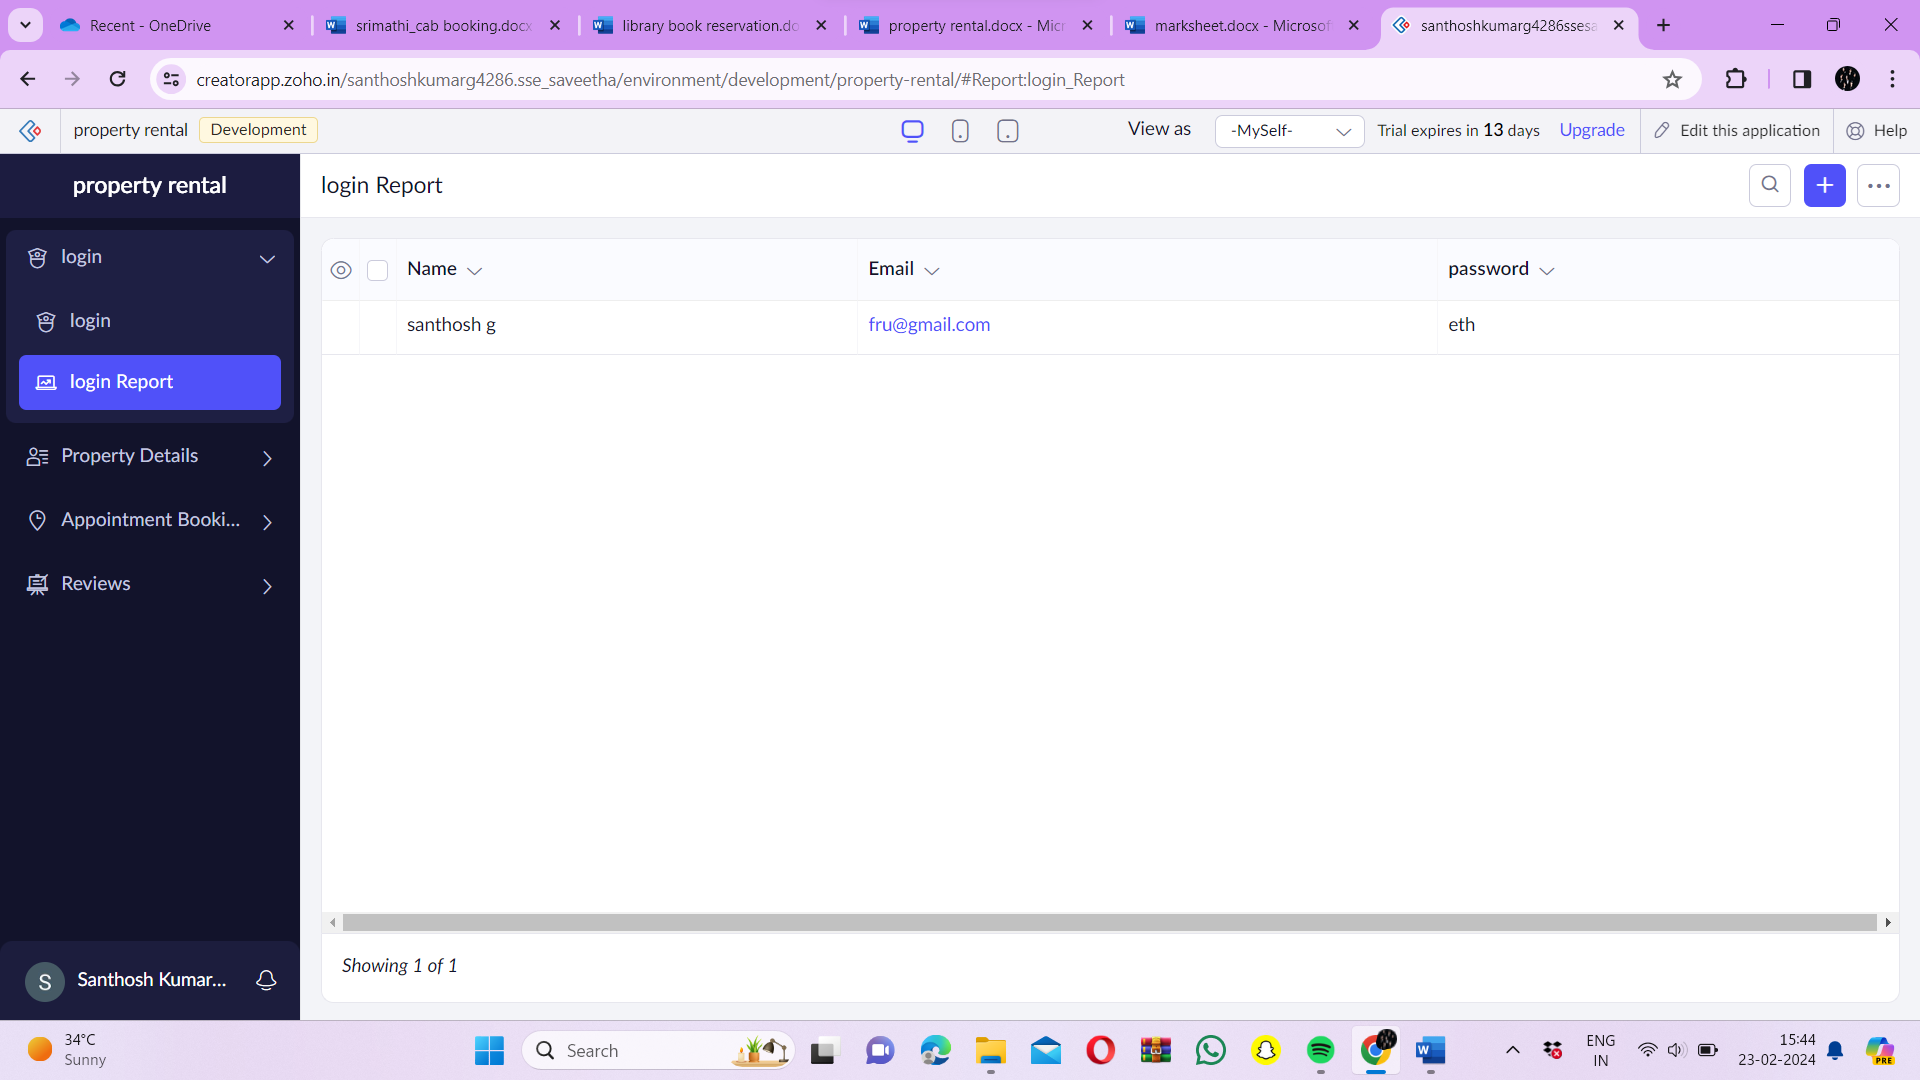 Recent - OneDrive
srimathi_cab booking.docx
library book reservation.do
property rental.docx - Micr
marksheet.docx - Microsof
santhoshkumarg4286ssesa
creatorapp.zoho.in/santhoshkumarg4286.sse_saveetha/environment/development/property-rental/#Report:login_Report
property rental
Development
View as
-MySelf-
Trial expires in 13 days
Upgrade
Edit this application
Help
property rental
login Report
login
login
login Report
Property Details
Appointment Booki...
Reviews
Name
Email
password
santhosh g
fru@gmail.com
eth
Showing 1 of 1
S
Santhosh Kumar...
34°C
Sunny
Search
ENG
IN
15:44
23-02-2024
PRE